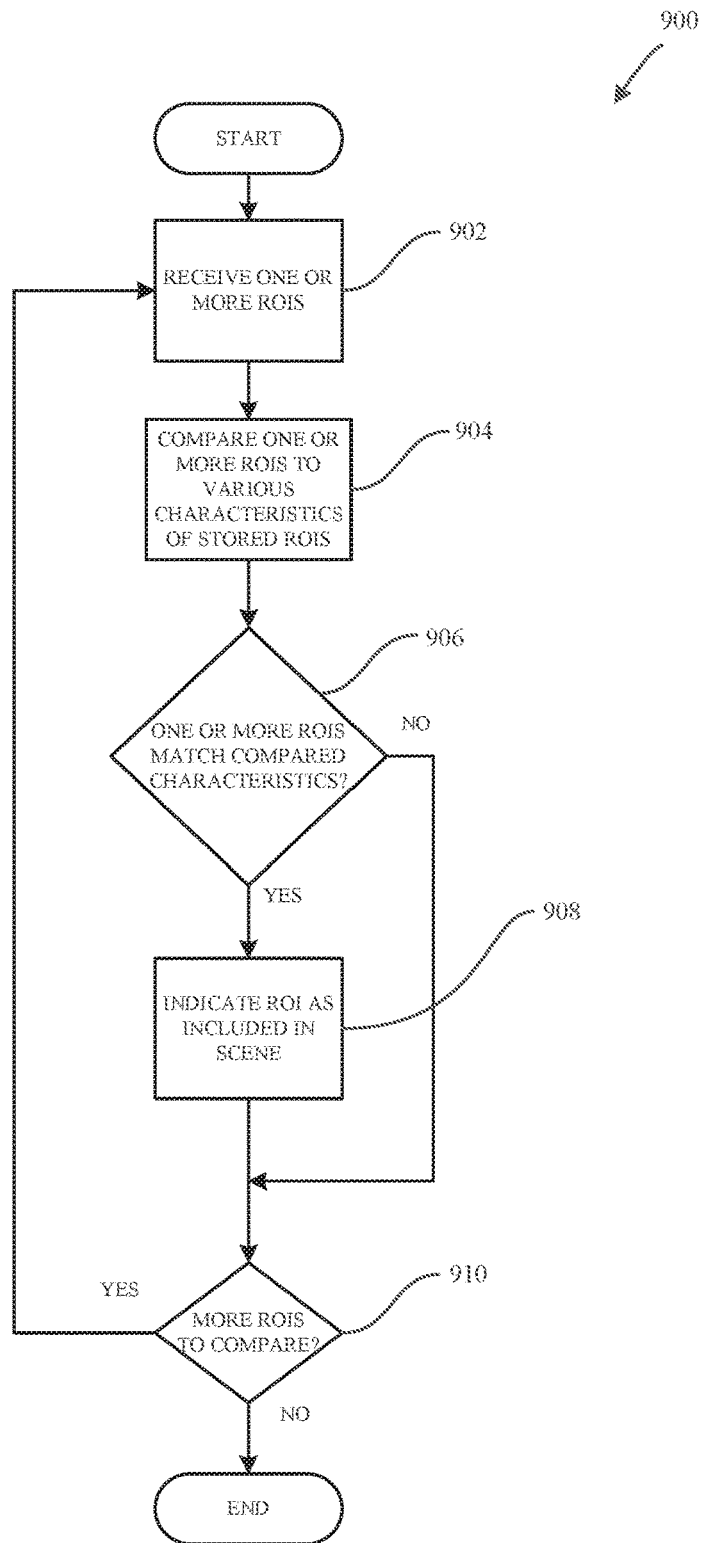 900
START
902
RECEIVE ONE OR
MORE ROIS
904
COMPARE ONE OR
MORE ROIS TO
VARIOUS
CHARACTERISTICS
OF STORED ROIS
906
ONE OR MORE ROIS
MATCH COMPARED
CHARACTERISTICS?
NO
YES
908
INDICATE ROI AS
INCLUDED IN
SCENE
910
YES
MORE ROIS
TO COMPARE?
NO
END